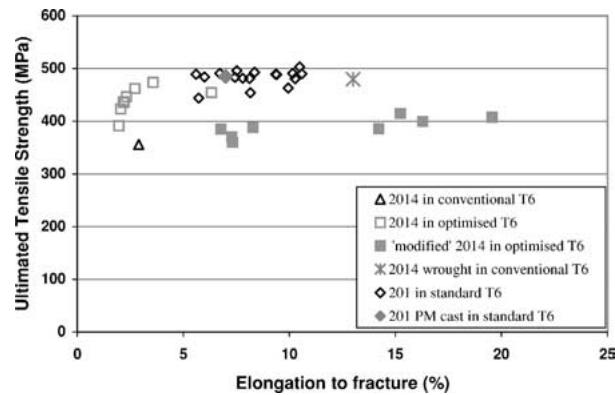 600
500
400
300
200
100
0
0 5 10 15 20 25
Ultimated Tensile Strength (MPa)
Elongation to fracture (%)
2014 in conventional T6
2014 in optimised T6
'modified' 2014 in optimised T6
2014 wrought in conventional T6
201 in standard T6
201 PM cast in standard T6